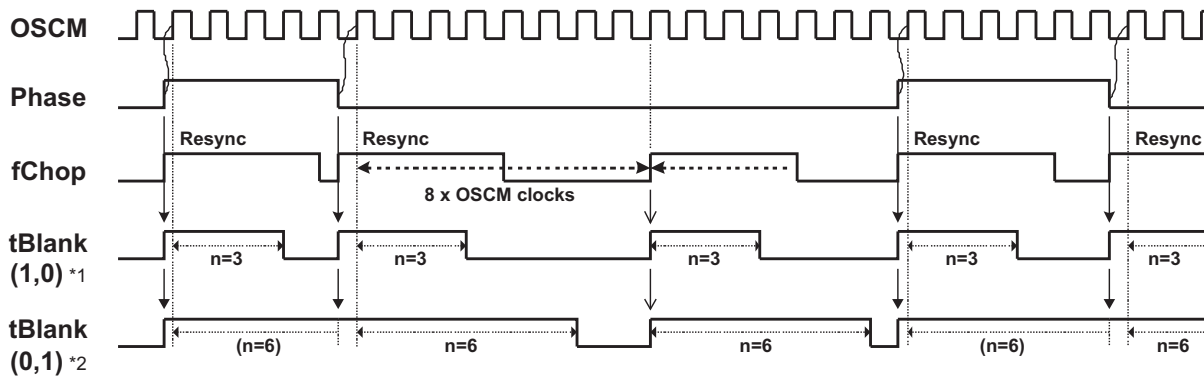 OSCM
Phase
Resync Resync Resync Resync
fChop
8 x OSCM clocks
tBlank
(1,0) *1
n=3 n=3 n=3 n=3 n=3
tBlank
(0,1) *2
(n=6) n=6 n=6 (n=6) n=6